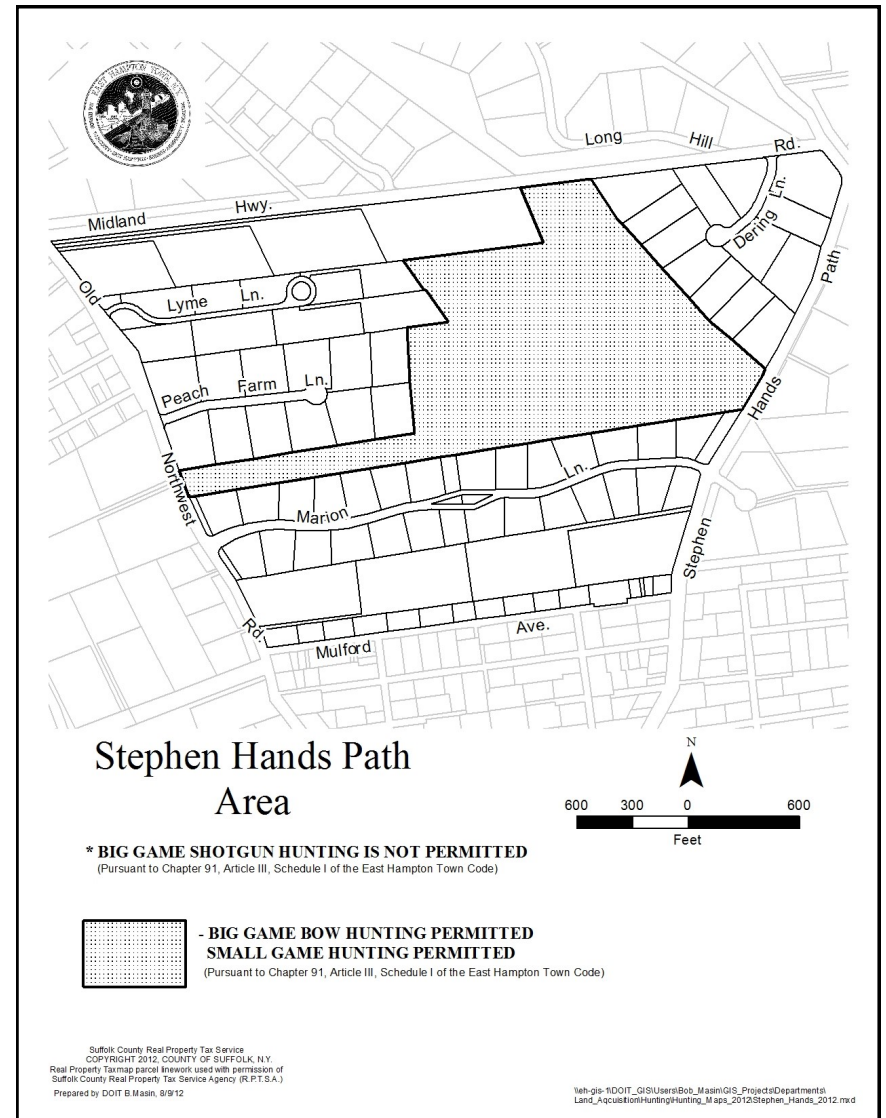 EAST HAMPTON TOWN, N.Y.
Long Hill Rd.
Midland Hwy.
Dering Ln.
Old Northwest Rd.
Lyme Ln.
Peach Farm Ln.
Stephen Hands Path
Marion Ln.
Mulford Ave.
Stephen Hands Path
Area
N
600 300 0 600
Feet
* BIG GAME SHOTGUN HUNTING IS NOT PERMITTED
(Pursuant to Chapter 91, Article III, Schedule I of the East Hampton Town Code)
- BIG GAME BOW HUNTING PERMITTED
SMALL GAME HUNTING PERMITTED
(Pursuant to Chapter 91, Article III, Schedule I of the East Hampton Town Code)
Suffolk County Real Property Tax Service
COPYRIGHT 2012, COUNTY OF SUFFOLK, N.Y.
Real Property Taxmap parcel linework used with permission of
Suffolk County Real Property Tax Service Agency (R.P.T.S.A.)
Prepared by DOIT B.Masin, 8/9/12
\\eh-gis-1\DOIT_GIS\Users\Bob_Masin\GIS_Projects\Departments\
Land_Aqcuisition\Hunting\Hunting_Maps_2012\Stephen_Hands_2012.mxd